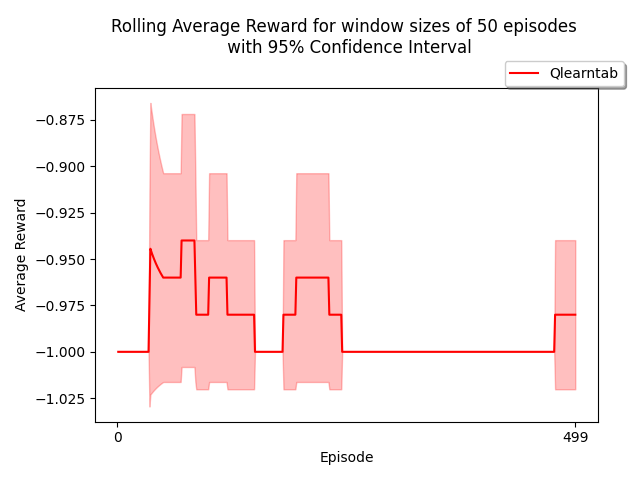 Rolling Average Reward for window sizes of 50 episodes
with 95% Confidence Interval
Qlearntab
−0.875
−0.900
−0.925
−0.950
−0.975
−1.000
−1.025
Average Reward
0
499
Episode